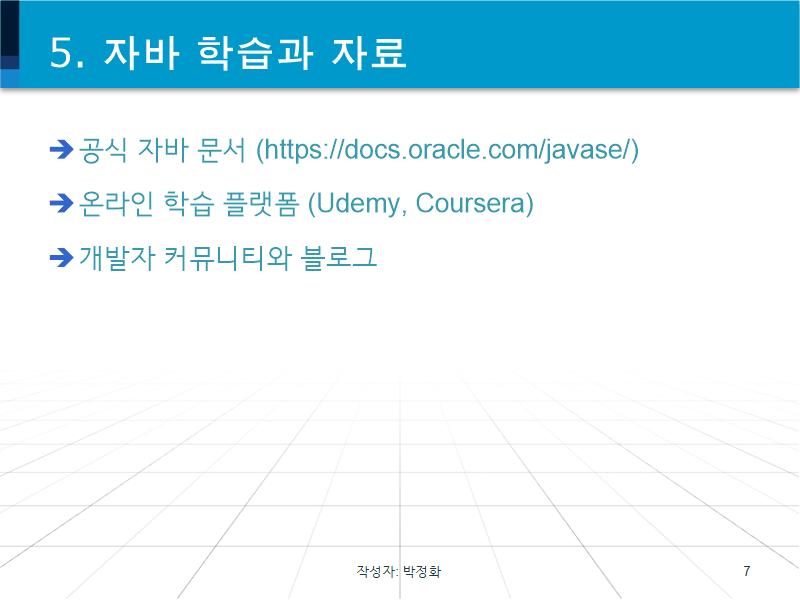 5. 자바 학습과 자료
➔ 공식 자바 문서 (https://docs.oracle.com/javase/)
➔ 온라인 학습 플랫폼 (Udemy, Coursera)
➔ 개발자 커뮤니티와 블로그
작성자: 박정화
7